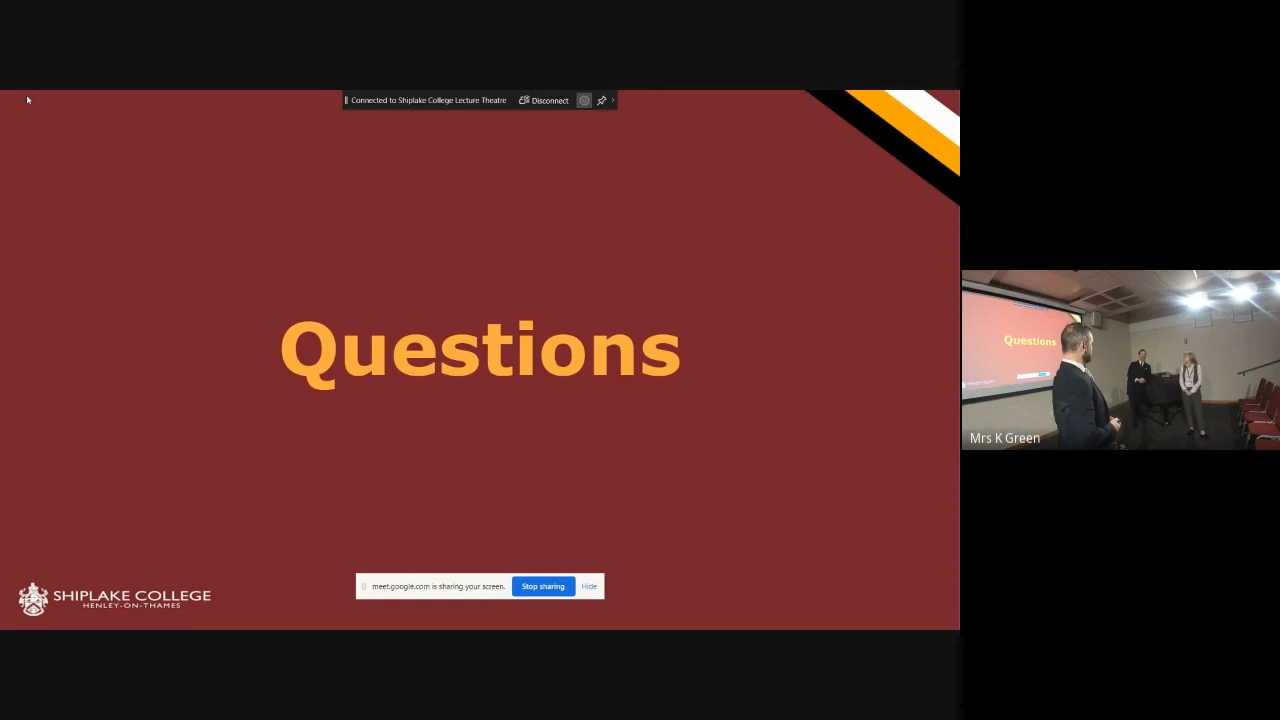 Connected to Shiplake College Lecture Theatre
Disconnect
Questions
Questions
Mrs K Green
meet.google.com is sharing your screen.
Stop sharing
Hide
SHIPLAKE COLLEGE
HENLEY-ON-THAMES